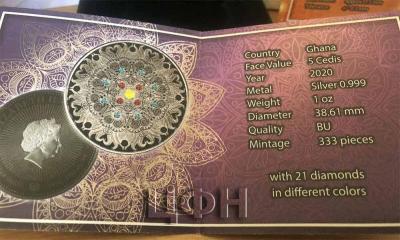 Country Ghana
Face Value 5 Cedis
Year 2020
Metal Silver 0.999
Weight 1 oz
Diameter 38.61 mm
Quality BU
Mintage 333 pieces
with 21 diamonds
in different colors
ЦФН